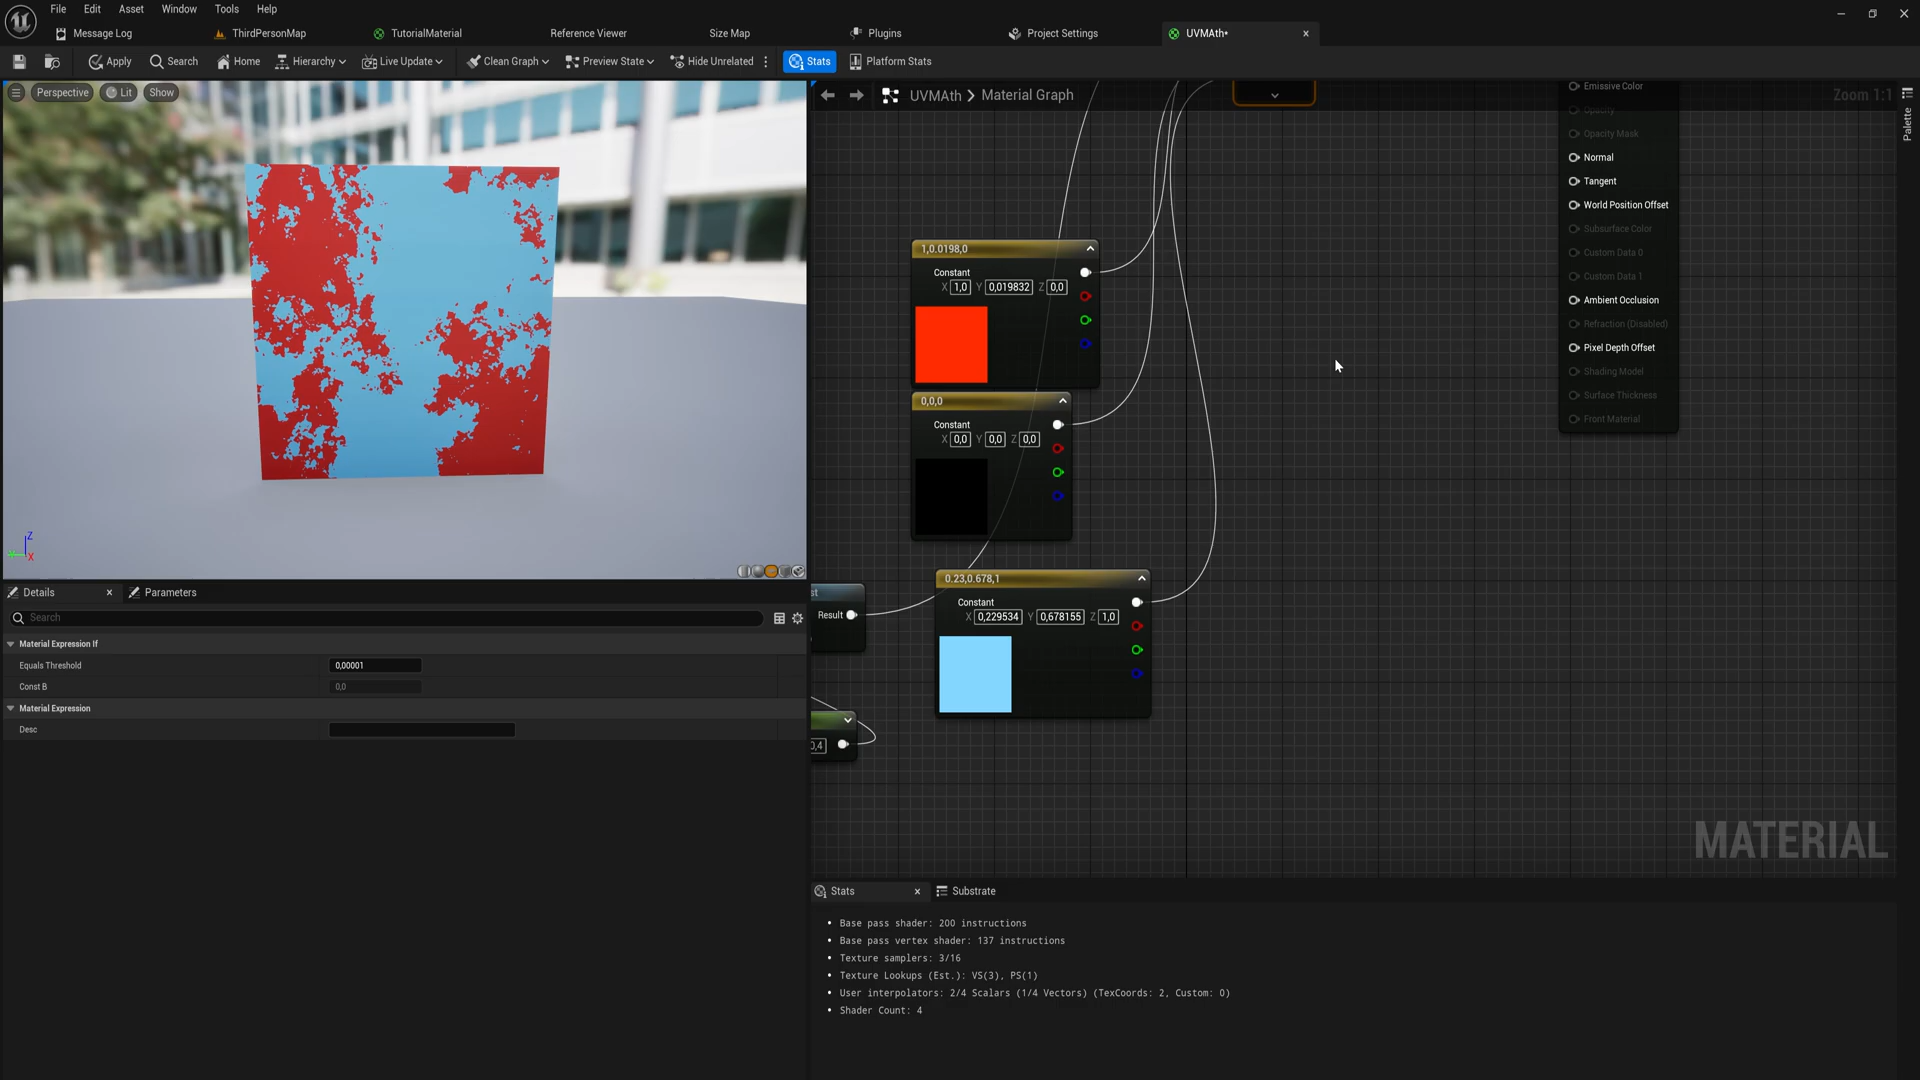 File Edit Asset Window Tools Help
Message Log ThirdPersonMap TutorialMaterial Reference Viewer Size Map Plugins Project Settings UVMAth•
Apply Search Home Hierarchy Live Update Clean Graph Preview State Hide Unrelated Stats Platform Stats
Perspective Lit Show
UVMAth Material Graph
Zoom 1:1
Palette
Emissive Color
Opacity
Opacity Mask
Normal
Tangent
World Position Offset
Subsurface Color
Custom Data 0
Custom Data 1
Ambient Occlusion
Refraction (Disabled)
Pixel Depth Offset
Shading Model
Surface Thickness
Front Material
1,0.0198,0
Constant
X 1,0 Y 0,019832 Z 0,0
0,0,0
Constant
X 0,0 Y 0,0 Z 0,0
0.23,0.678,1
Constant
X 0,229534 Y 0,678155 Z 1,0
st
Result
0,4
Z
X
Details Parameters
Search
Material Expression If
Equals Threshold 0,00001
Const B 0,0
Material Expression
Desc
MATERIAL
Stats Substrate
• Base pass shader: 200 instructions
• Base pass vertex shader: 137 instructions
• Texture samplers: 3/16
• Texture Lookups (Est.): VS(3), PS(1)
• User interpolators: 2/4 Scalars (1/4 Vectors) (TexCoords: 2, Custom: 0)
• Shader Count: 4